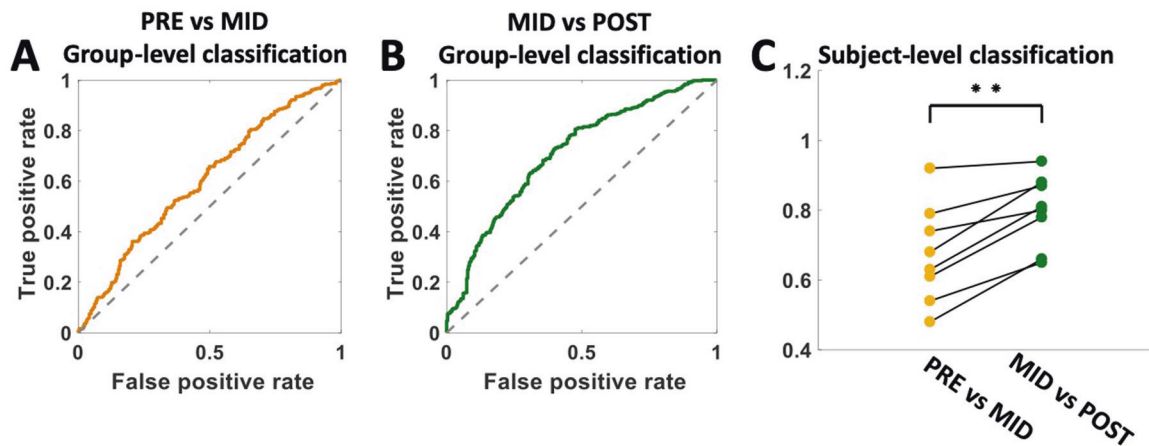 A
PRE vs MID
Group-level classification
True positive rate
1
0.8
0.6
0.4
0.2
0
0
0.5
1
False positive rate
B
MID vs POST
Group-level classification
True positive rate
1
0.8
0.6
0.4
0.2
0
0
0.5
1
False positive rate
C
Subject-level classification
1.2
1
0.8
0.6
0.4
**
PRE vs MID
MID vs POST